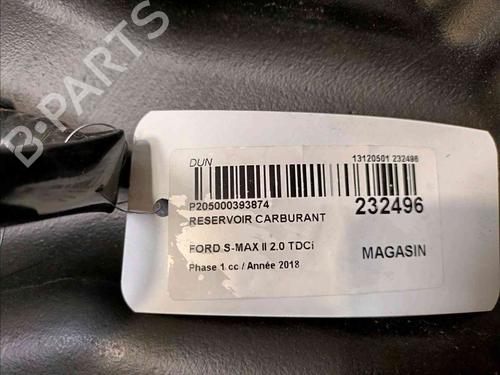 B-PARTS
DUN
13120501 232496
P205000393874
RESERVOIR CARBURANT
232496
FORD S-MAX II 2.0 TDCi
MAGASIN
Phase 1 cc / Année 2018